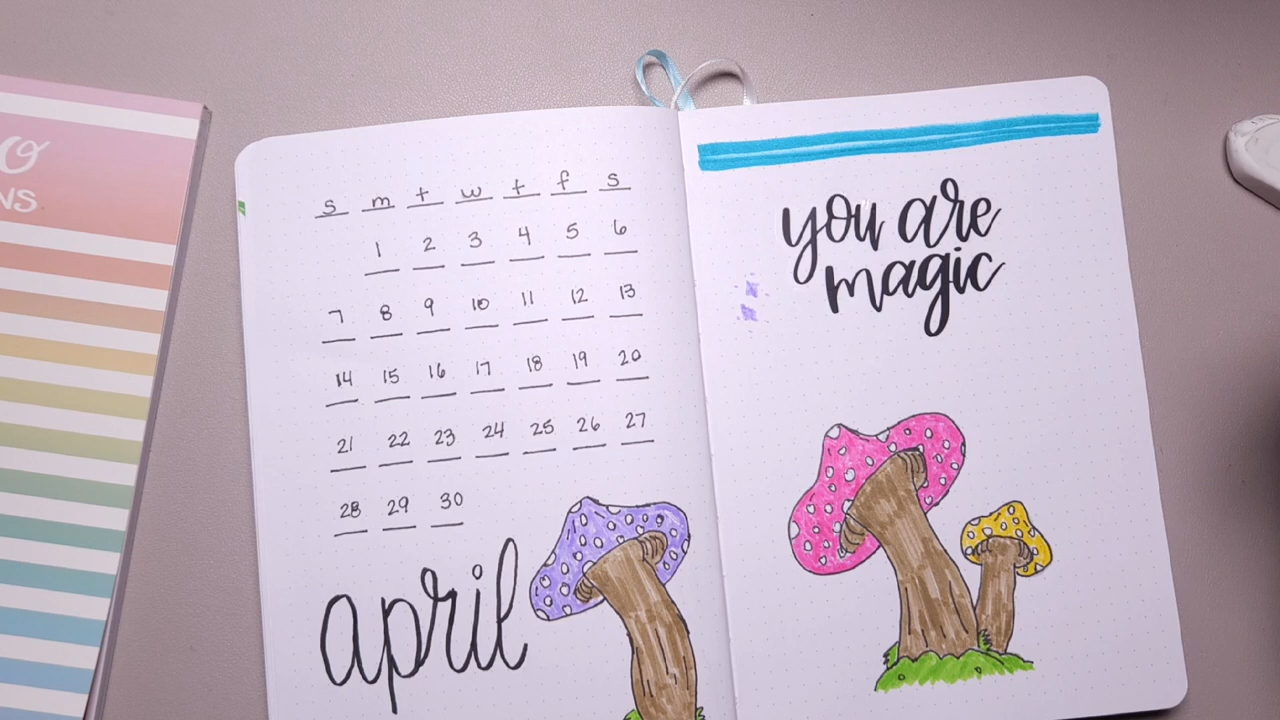 O
NS
s m t w t f s
1 2 3 4 5 6
7 8 9 10 11 12 13
14 15 16 17 18 19 20
21 22 23 24 25 26 27
28 29 30
april
you are
magic